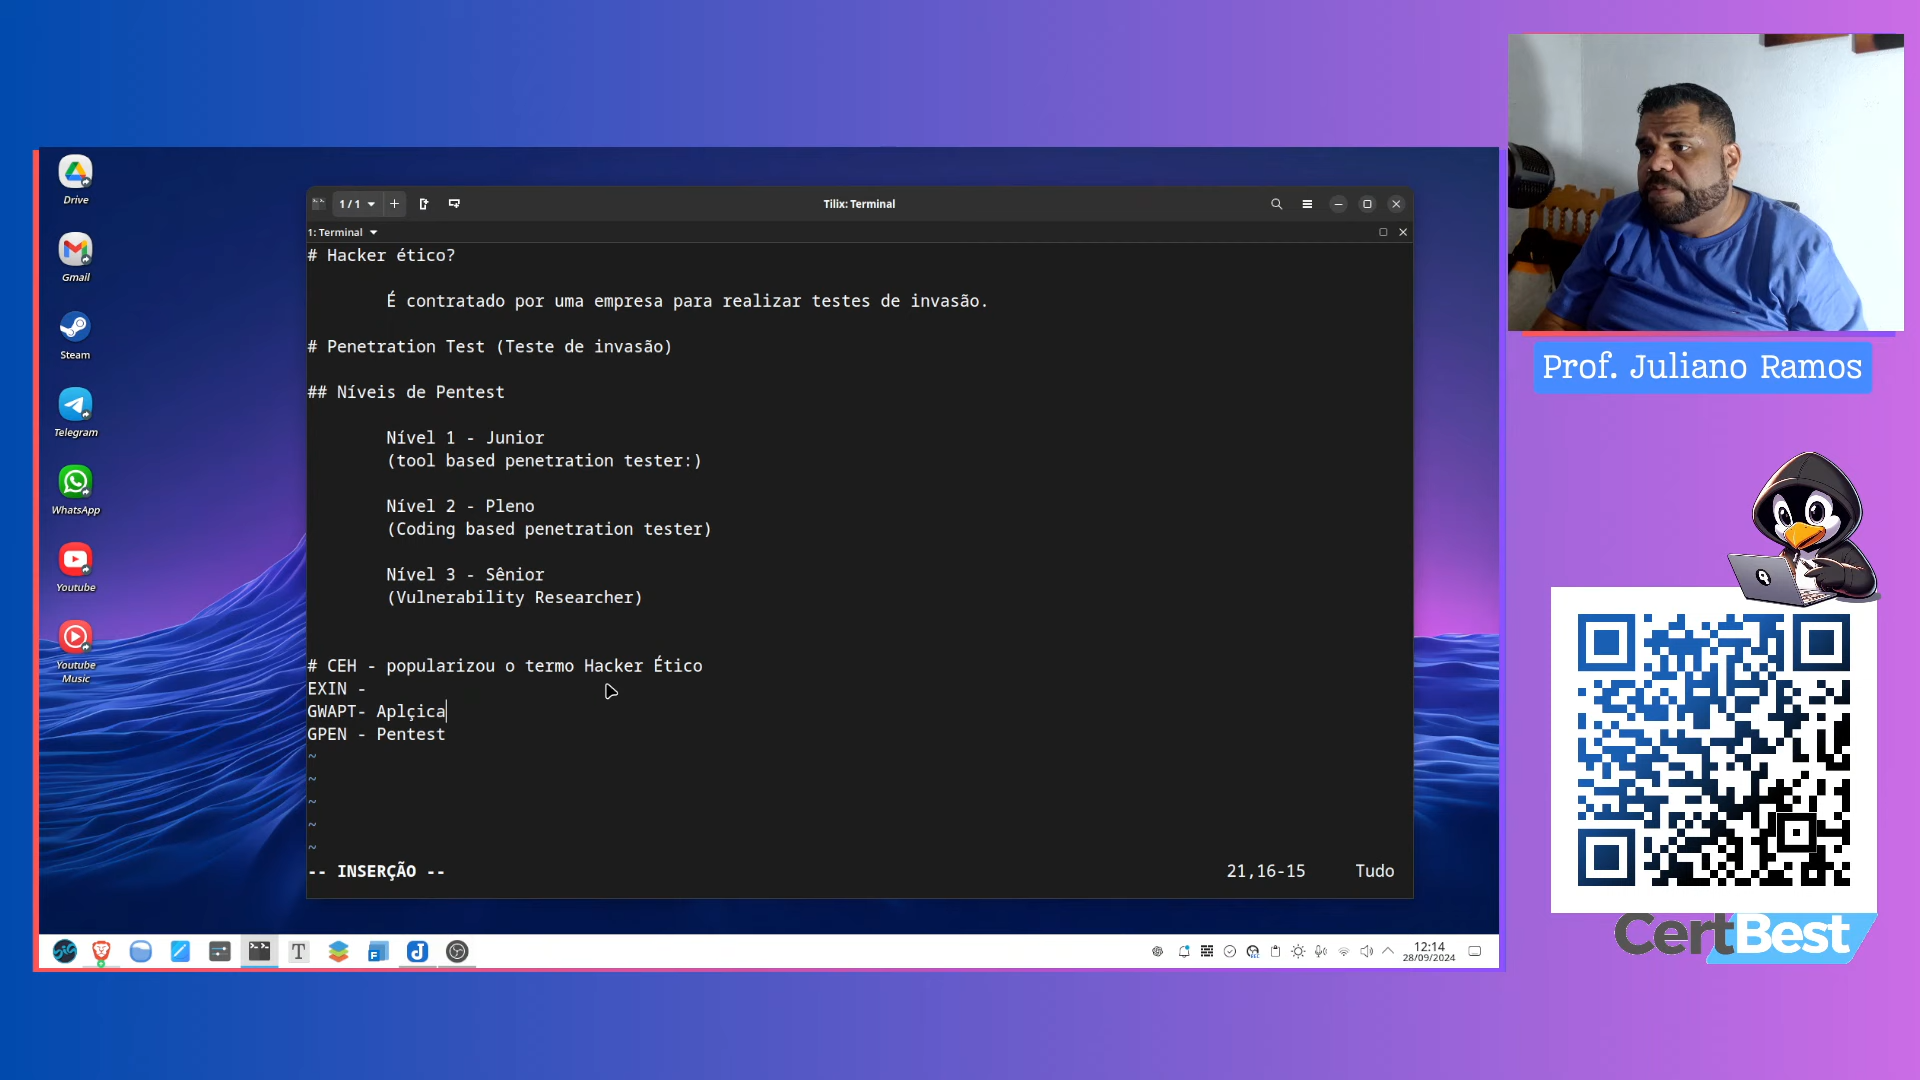 Drive
Gmail
Steam
Telegram
WhatsApp
Youtube
Youtube
Music
1 / 1
Tilix: Terminal
1: Terminal
# Hacker ético?
É contratado por uma empresa para realizar testes de invasão.
# Penetration Test (Teste de invasão)
## Níveis de Pentest
Nível 1 - Junior
(tool based penetration tester:)
Nível 2 - Pleno
(Coding based penetration tester)
Nível 3 - Sênior
(Vulnerability Researcher)
# CEH - popularizou o termo Hacker Ético
EXIN -
GWAPT- Aplçica
GPEN - Pentest
~
~
~
~
~
-- INSERÇÃO --
21,16-15
Tudo
12:14
28/09/2024
Prof. Juliano Ramos
CertBest